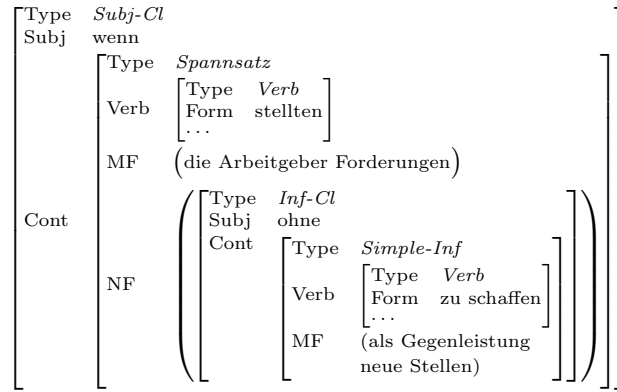 Type Subj-Cl
Subj wenn
Type Spannsatz
Type Verb
Verb Form stellten
...
MF (die Arbeitgeber Forderungen)
Type Inf-Cl
Subj ohne
Cont Cont Type Simple-Inf
Type Verb
NF Verb Form zu schaffen
...
MF (als Gegenleistung
neue Stellen)